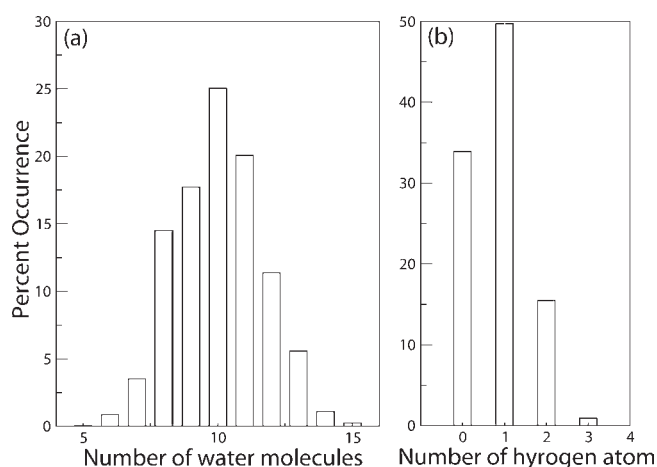 (a)
(b)
Percent Occurrence
30
25
20
15
10
5
0
5 10 15
Number of water molecules
50
40
30
20
10
0
0 1 2 3 4
Number of hyrogen atom